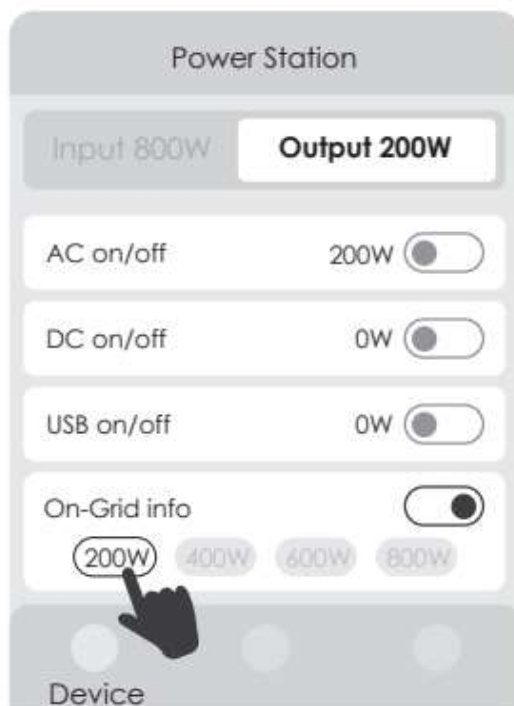 Power Station
Input 800W Output 200W
AC on/off 200W
DC on/off 0W
USB on/off 0W
On-Grid info
200W 400W 600W 800W
Device